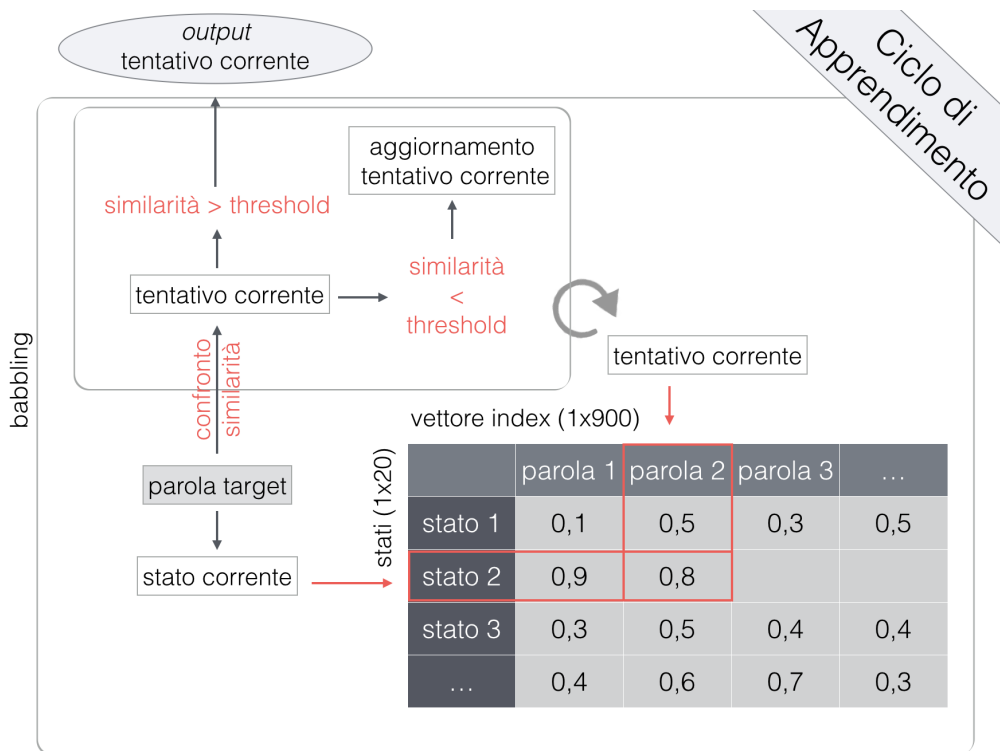 output
tentativo corrente
Ciclo di
Apprendimento
aggiornamento
tentativo corrente
similarità > threshold
similarità
<
threshold
tentativo corrente
tentativo corrente
confronto
similarità
babbling
vettore index (1x900)
parola target
stati (1x20)
parola 1 parola 2 parola 3 ...
stato 1 0,1 0,5 0,3 0,5
stato corrente
stato 2 0,9 0,8
stato 3 0,3 0,5 0,4 0,4
... 0,4 0,6 0,7 0,3